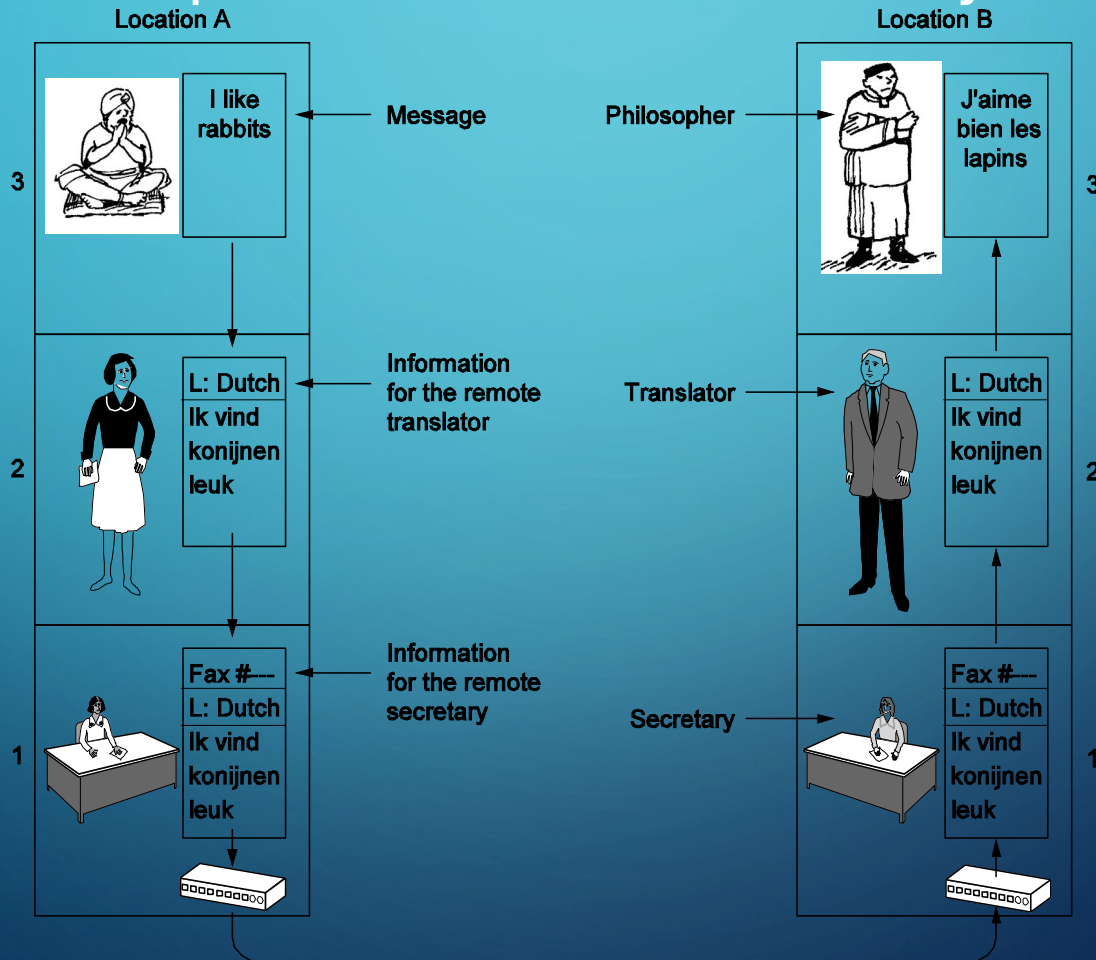 Location A
Location B
I like
rabbits
Message
Philosopher
J'aime
bien les
lapins
3
3
Information
for the remote
translator
L: Dutch
Ik vind
konijnen
leuk
Translator
L: Dutch
Ik vind
konijnen
leuk
2
2
Information
for the remote
secretary
Fax #---
L: Dutch
Ik vind
konijnen
leuk
Secretary
Fax #---
L: Dutch
Ik vind
konijnen
leuk
1
1